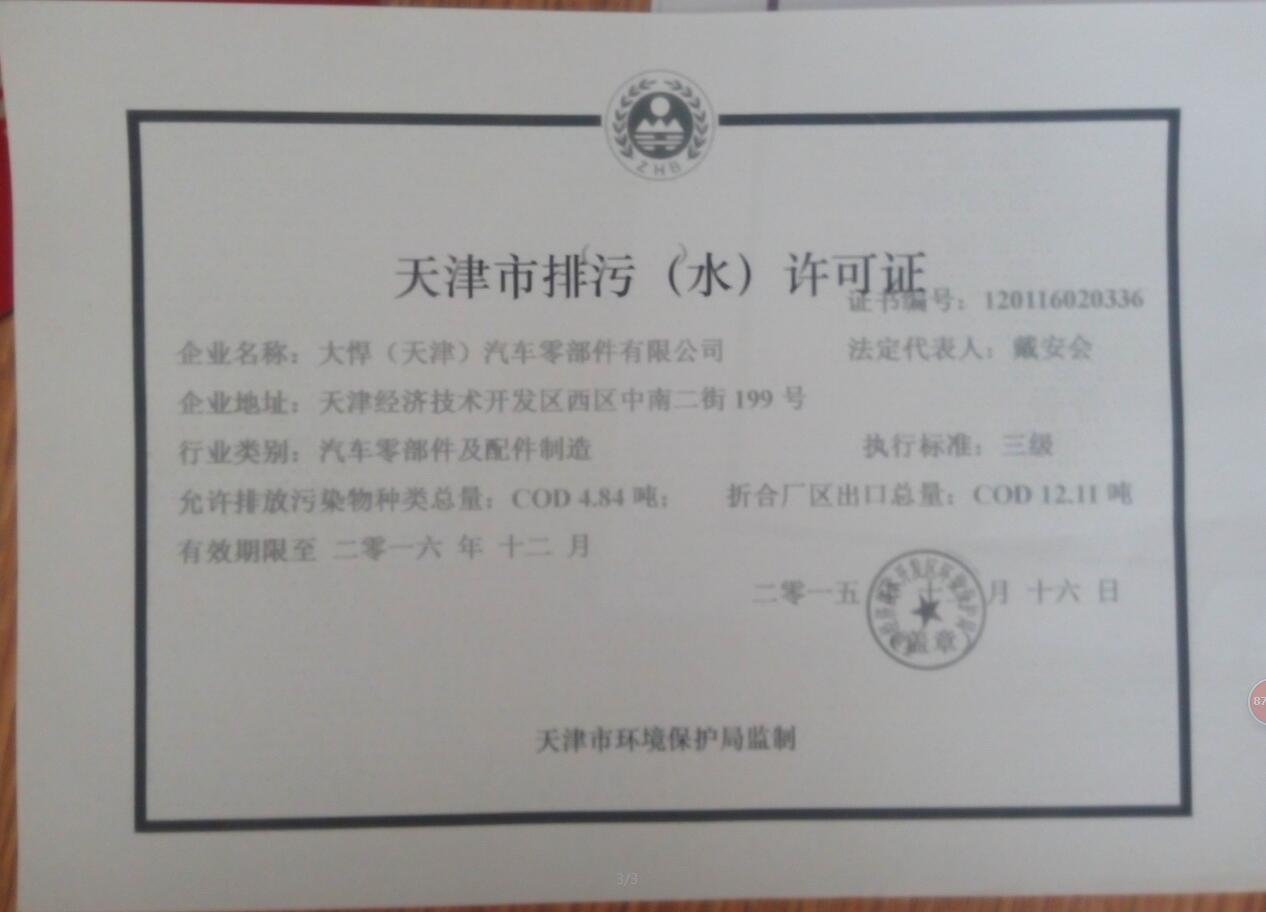 ZHB
天津市排污（水）许可证
证书编号：120116020336
企业名称：大悍（天津）汽车零部件有限公司 法定代表人：戴安会
企业地址：天津经济技术开发区西区中南二街 199 号
行业类别：汽车零部件及配件制造 执行标准：三级
允许排放污染物种类总量：COD 4.84 吨； 折合厂区出口总量：COD 12.11 吨
有效期限至 二零一六 年 十二 月
二零一五 十二 月 十六 日
盖章
天津市环境保护局监制
3/3
87